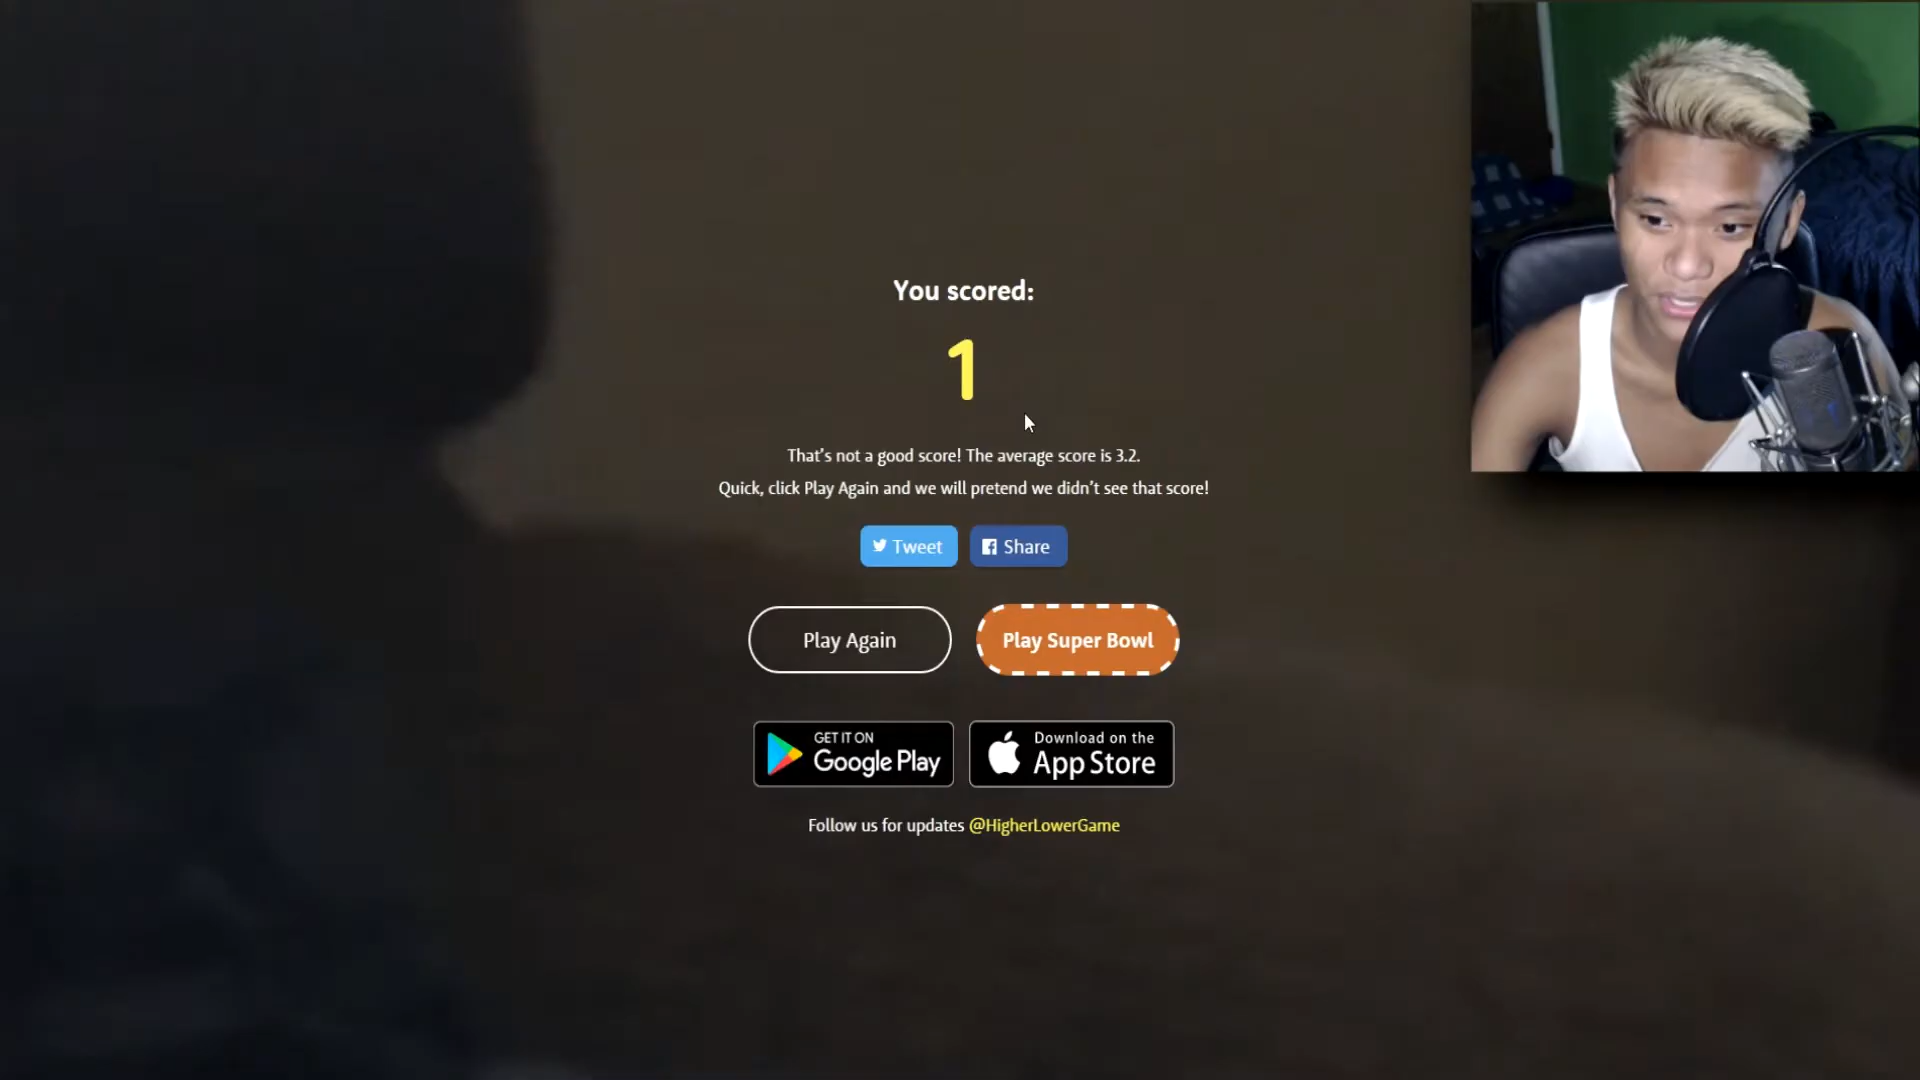 You scored:
1
That's not a good score! The average score is 3.2.
Quick, click Play Again and we will pretend we didn't see that score!
Tweet
Share
Play Again
Play Super Bowl
GET IT ON
Google Play
Download on the
App Store
Follow us for updates @HigherLowerGame